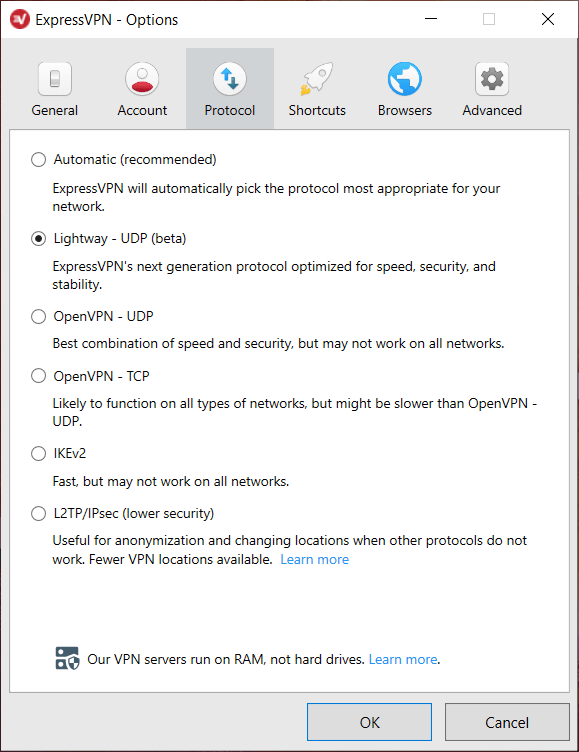 ExpressVPN - Options
General Account Protocol Shortcuts Browsers Advanced
Automatic (recommended)
ExpressVPN will automatically pick the protocol most appropriate for your
network.
Lightway - UDP (beta)
ExpressVPN's next generation protocol optimized for speed, security, and
stability.
OpenVPN - UDP
Best combination of speed and security, but may not work on all networks.
OpenVPN - TCP
Likely to function on all types of networks, but might be slower than OpenVPN -
UDP.
IKEv2
Fast, but may not work on all networks.
L2TP/IPsec (lower security)
Useful for anonymization and changing locations when other protocols do not
work. Fewer VPN locations available. Learn more
Our VPN servers run on RAM, not hard drives. Learn more.
OK Cancel